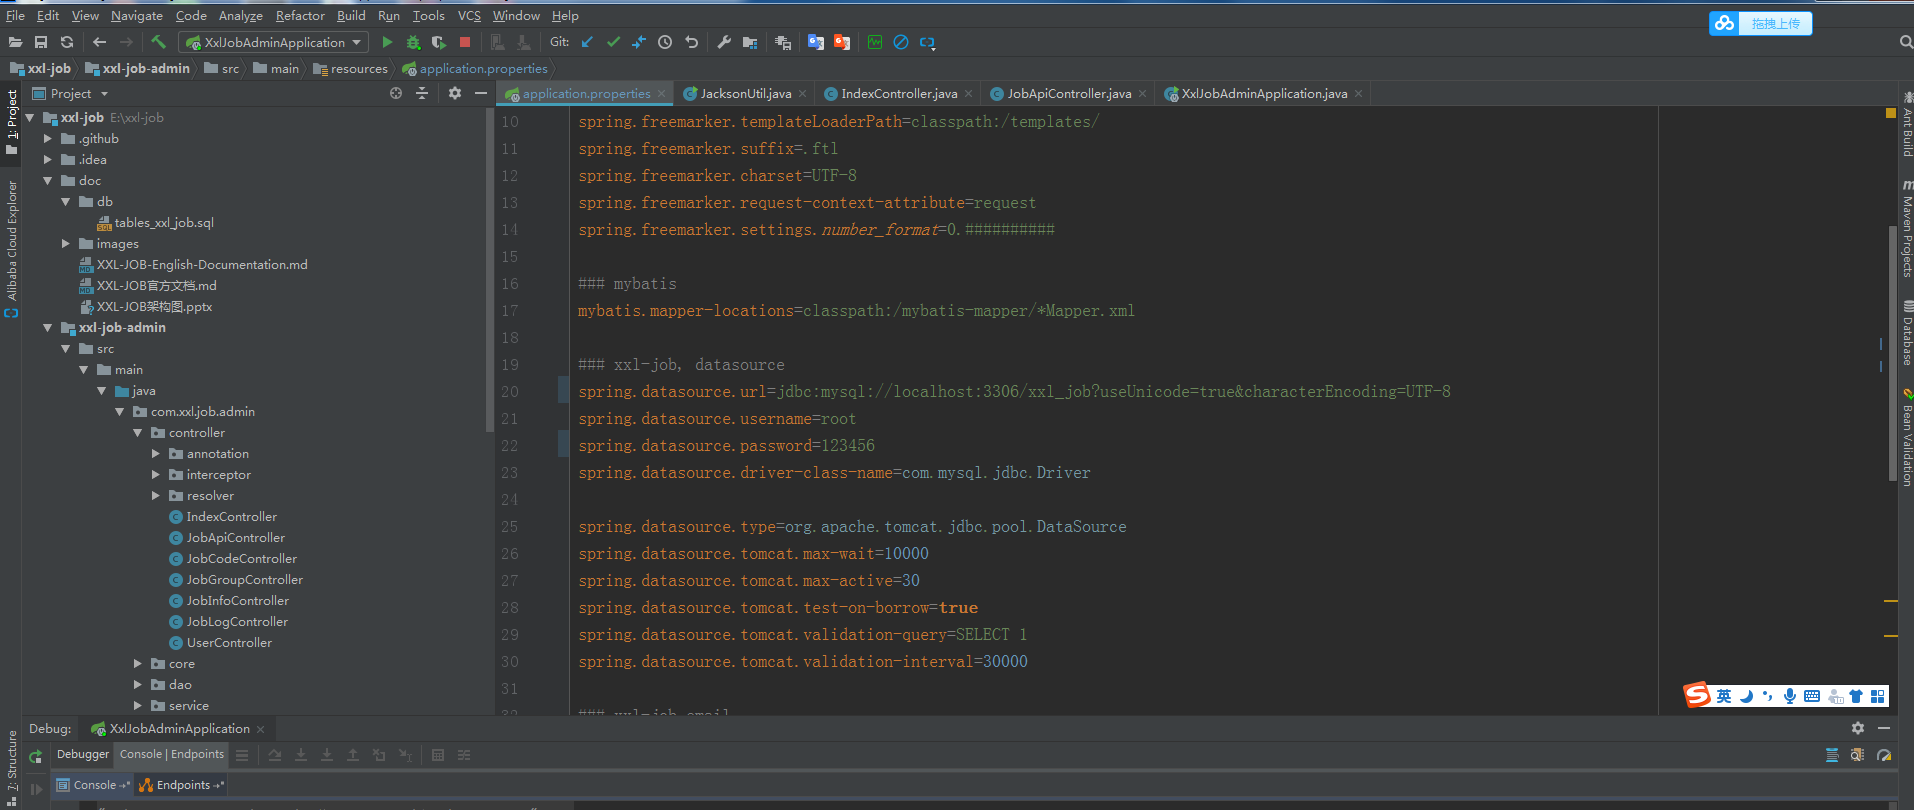 File Edit View Navigate Code Analyze Refactor Build Run Tools VCS Window Help
拖拽上传
XxlJobAdminApplication Git:
xxl-job xxl-job-admin src main resources application.properties
Project
application.properties JacksonUtil.java IndexController.java JobApiController.java XxlJobAdminApplication.java
1: Project
Alibaba Cloud Explorer
7: Structure
xxl-job E:\xxl-job
.github
.idea
doc
db
tables_xxl_job.sql
images
XXL-JOB-English-Documentation.md
XXL-JOB官方文档.md
XXL-JOB架构图.pptx
xxl-job-admin
src
main
java
com.xxl.job.admin
controller
annotation
interceptor
resolver
IndexController
JobApiController
JobCodeController
JobGroupController
JobInfoController
JobLogController
UserController
core
dao
service
10 spring.freemarker.templateLoaderPath=classpath:/templates/
11 spring.freemarker.suffix=.ftl
12 spring.freemarker.charset=UTF-8
13 spring.freemarker.request-context-attribute=request
14 spring.freemarker.settings.number_format=0.##########
15
16 ### mybatis
17 mybatis.mapper-locations=classpath:/mybatis-mapper/*Mapper.xml
18
19 ### xxl-job, datasource
20 spring.datasource.url=jdbc:mysql://localhost:3306/xxl_job?useUnicode=true&characterEncoding=UTF-8
21 spring.datasource.username=root
22 spring.datasource.password=123456
23 spring.datasource.driver-class-name=com.mysql.jdbc.Driver
24
25 spring.datasource.type=org.apache.tomcat.jdbc.pool.DataSource
26 spring.datasource.tomcat.max-wait=10000
27 spring.datasource.tomcat.max-active=30
28 spring.datasource.tomcat.test-on-borrow=true
29 spring.datasource.tomcat.validation-query=SELECT 1
30 spring.datasource.tomcat.validation-interval=30000
31
32 ### xxl-job email
Ant Build
Maven Projects
Database
Bean Validation
英
Debug: XxlJobAdminApplication
Debugger Console | Endpoints
Console Endpoints